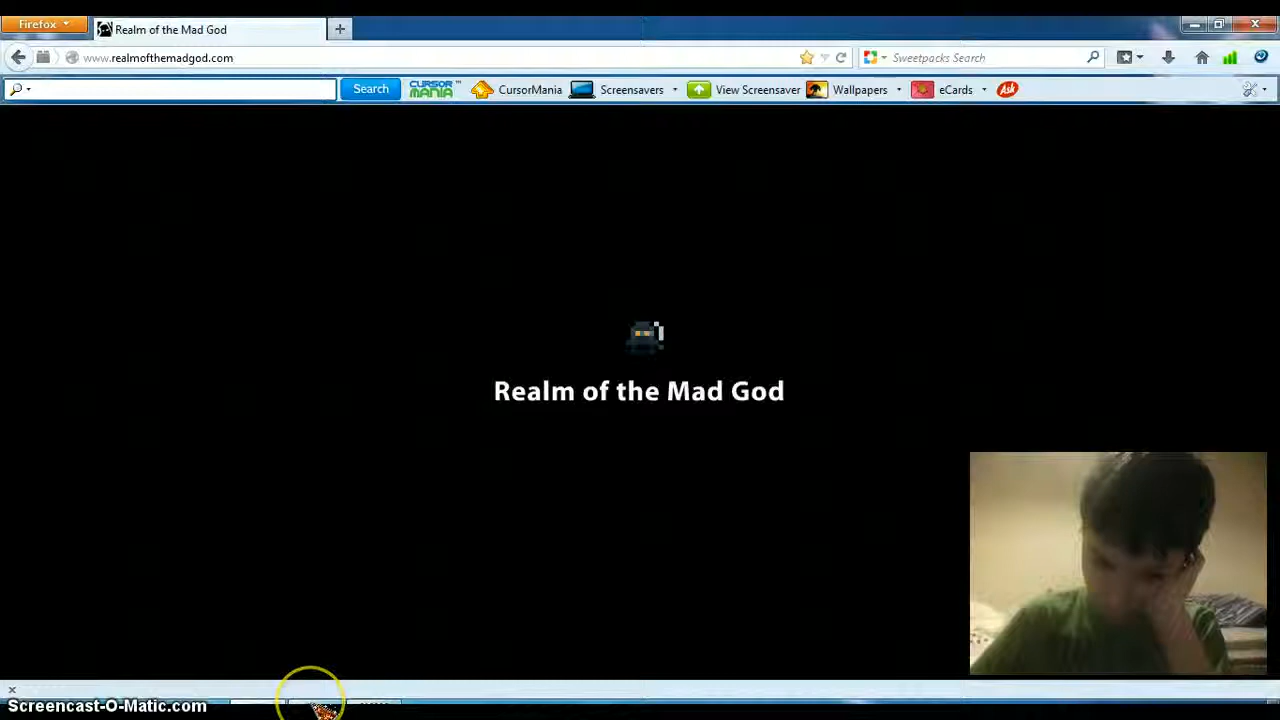 Firefox
Realm of the Mad God
www.realmofthemadgod.com
Sweetpacks Search
Search
CURSOR MANIA
CursorMania
Screensavers
View Screensaver
Wallpapers
eCards
Ask
Realm of the Mad God
Screencast-O-Matic.com